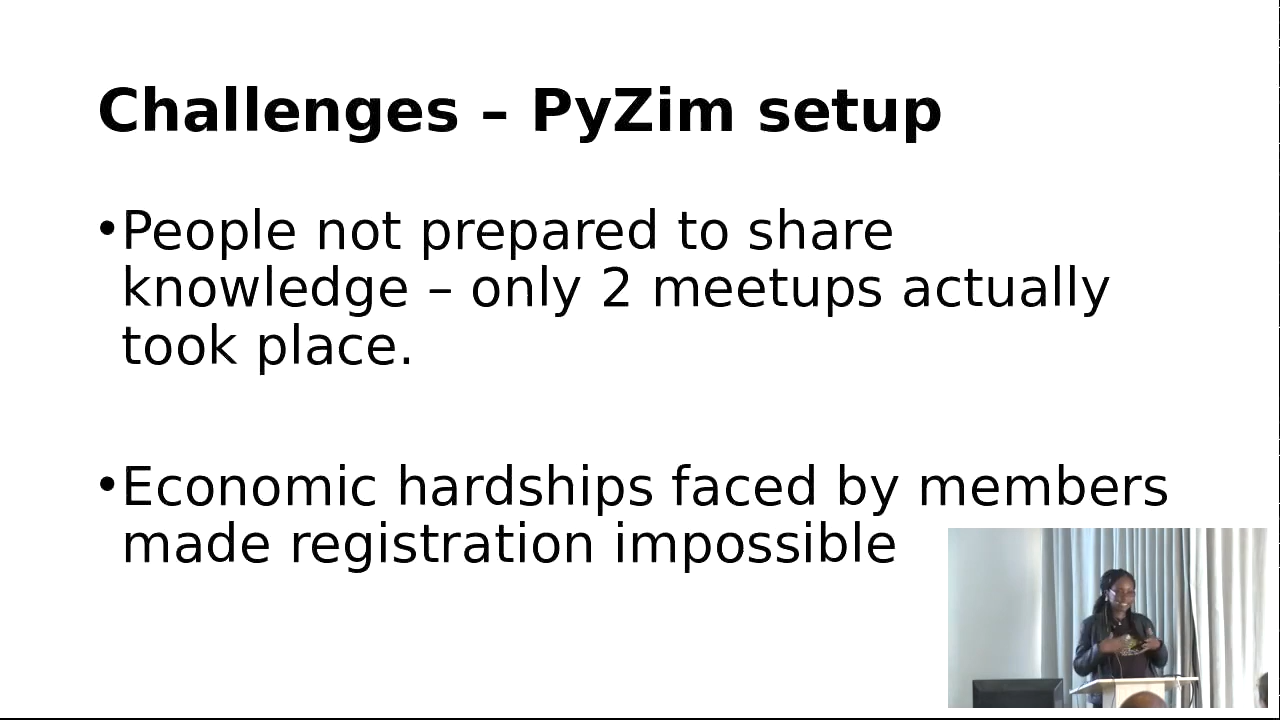 Challenges – PyZim setup
•People not prepared to share
knowledge – only 2 meetups actually
took place.
•Economic hardships faced by members
made registration impossible